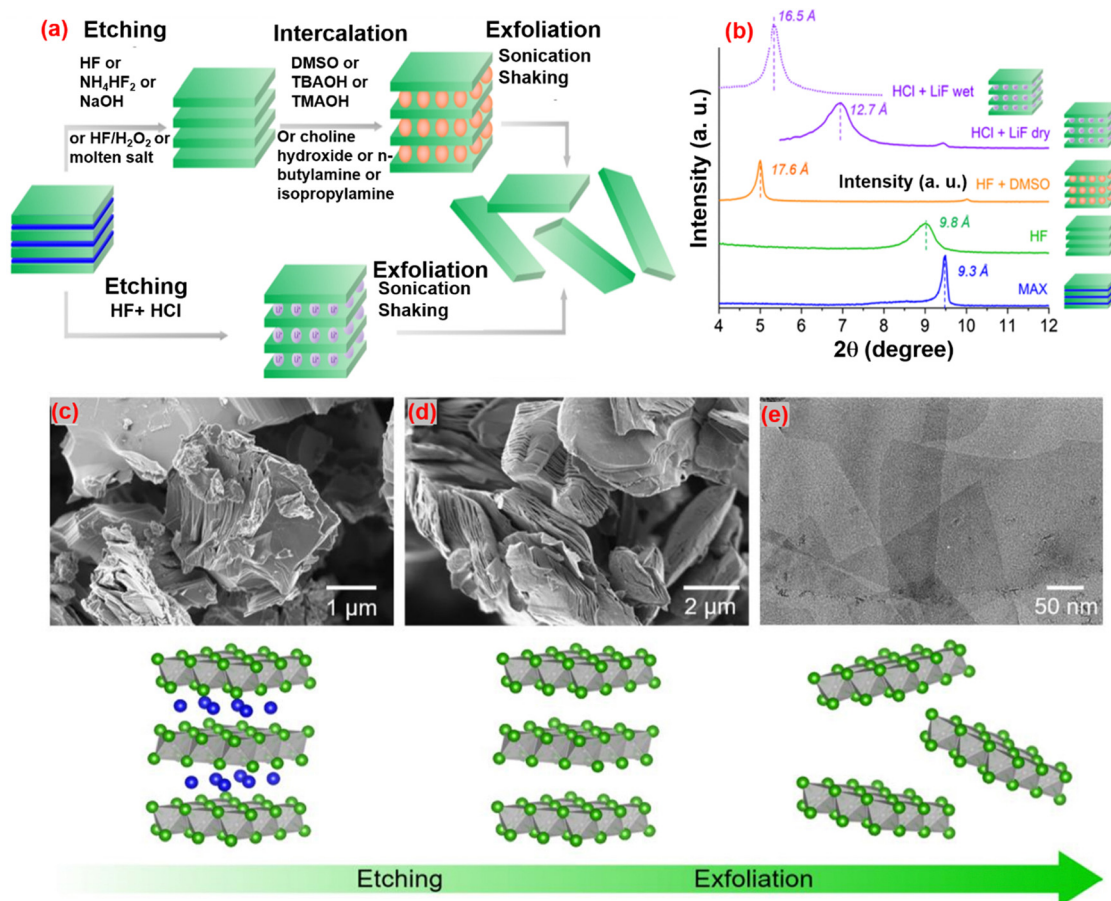 (a)
Etching
HF or
NH₄HF₂ or
NaOH
or HF/H₂O₂ or
molten salt
Intercalation
DMSO or
TBAOH or
TMAOH
Or choline
hydroxide or n-
butylamine or
isopropylamine
Exfoliation
Sonication
Shaking
Etching
HF+ HCl
Exfoliation
Sonication
Shaking
(b)
Intensity (a. u.)
16.5 Å
HCl + LiF wet
12.7 Å
HCl + LiF dry
17.6 Å
Intensity (a. u.)
HF + DMSO
9.8 Å
HF
9.3 Å
MAX
4 5 6 7 8 9 10 11 12
2θ (degree)
(c)
1 μm
(d)
2 μm
(e)
50 nm
Etching
Exfoliation